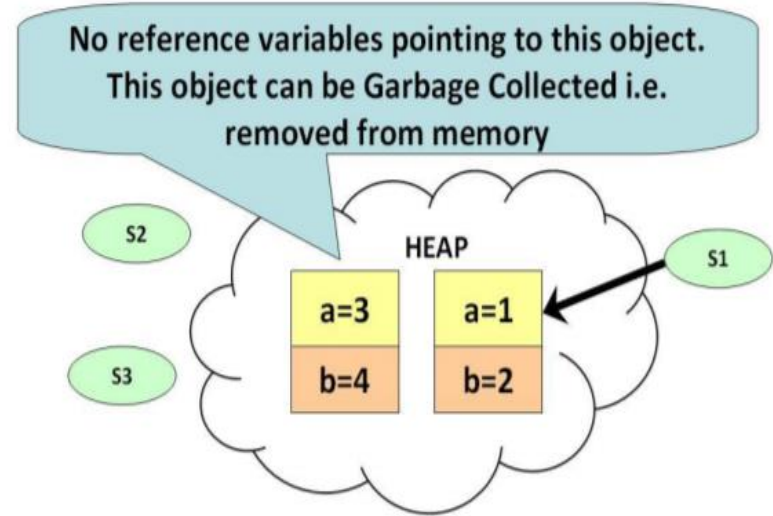 No reference variables pointing to this object.
This object can be Garbage Collected i.e.
removed from memory
S2
HEAP
S1
a=3
a=1
S3
b=4
b=2